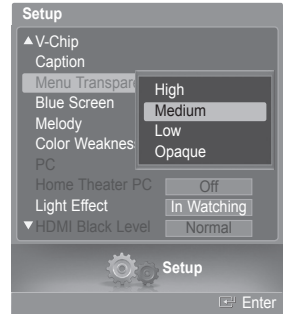 Setup
▲V-Chip
Caption
Menu Transpare
High
Blue Screen
Medium
Melody
Low
Color Weaknes
Opaque
PC
Home Theater PC Off
Light Effect In Watching
▼HDMI Black Level Normal
Setup
Enter